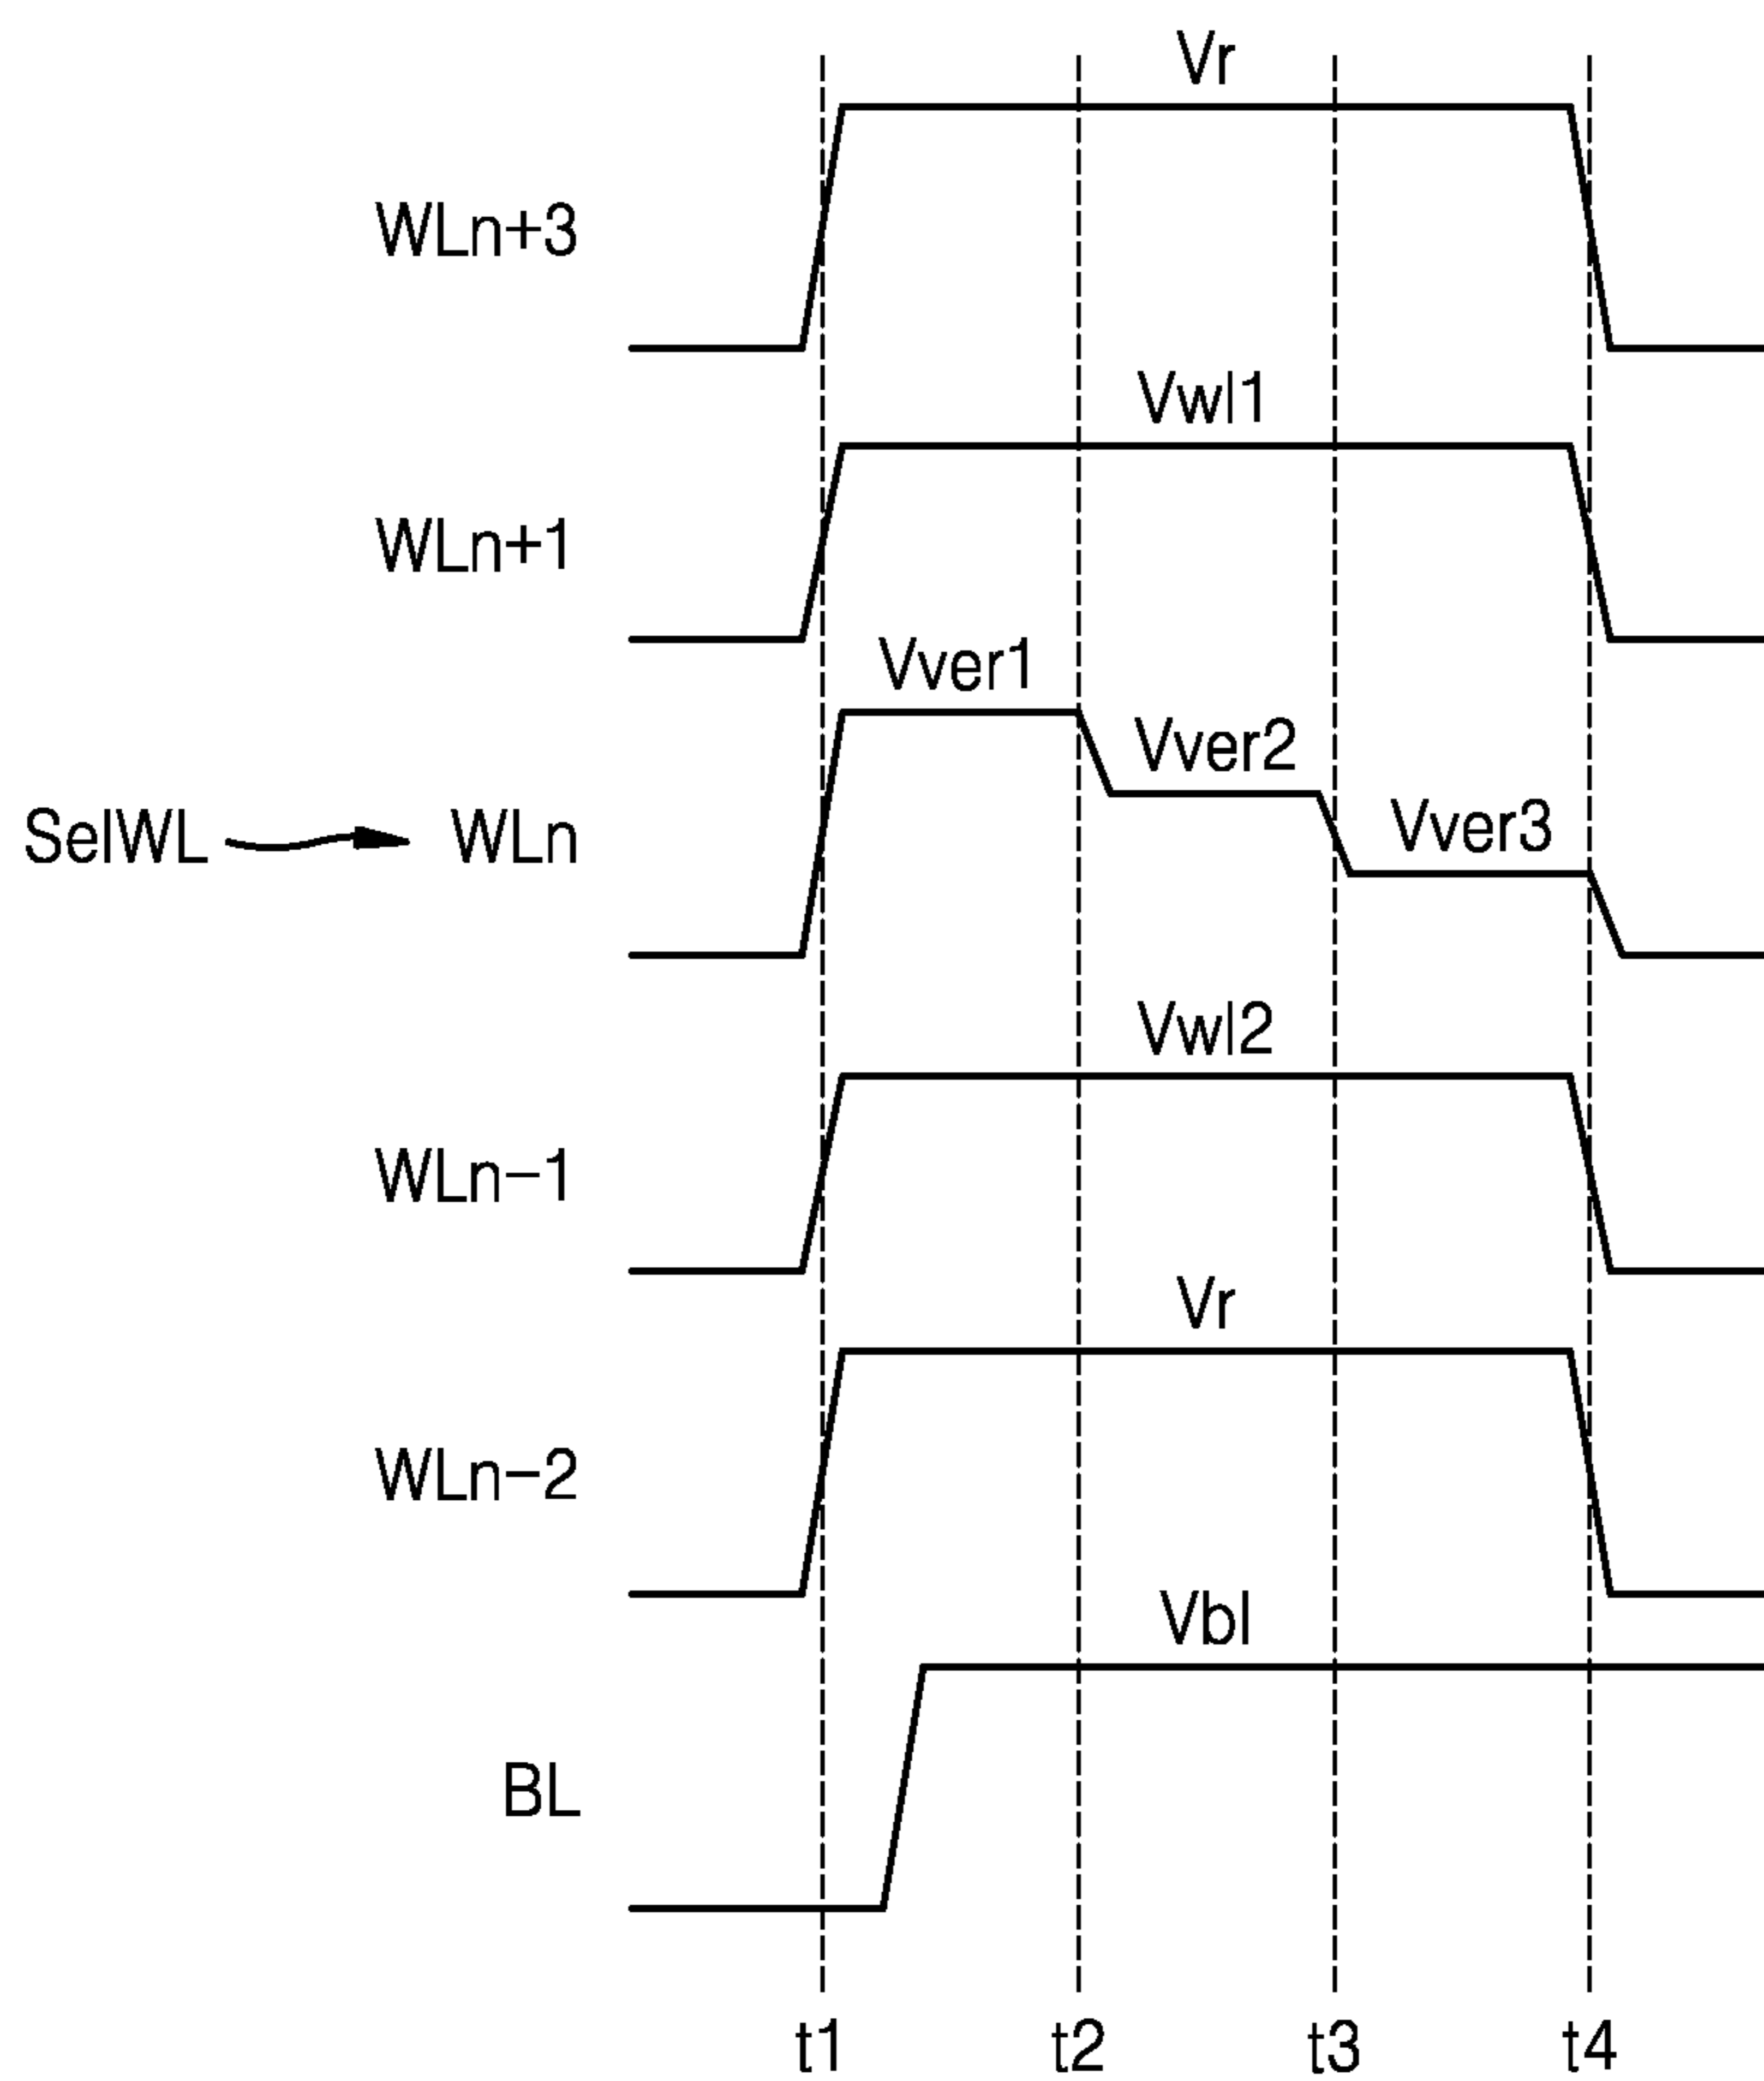 Vr
WLn+3
Vwl1
WLn+1
Vver1
Vver2
Vver3
SelWL
WLn
Vwl2
WLn-1
Vr
WLn-2
Vbl
BL
t1 t2 t3 t4